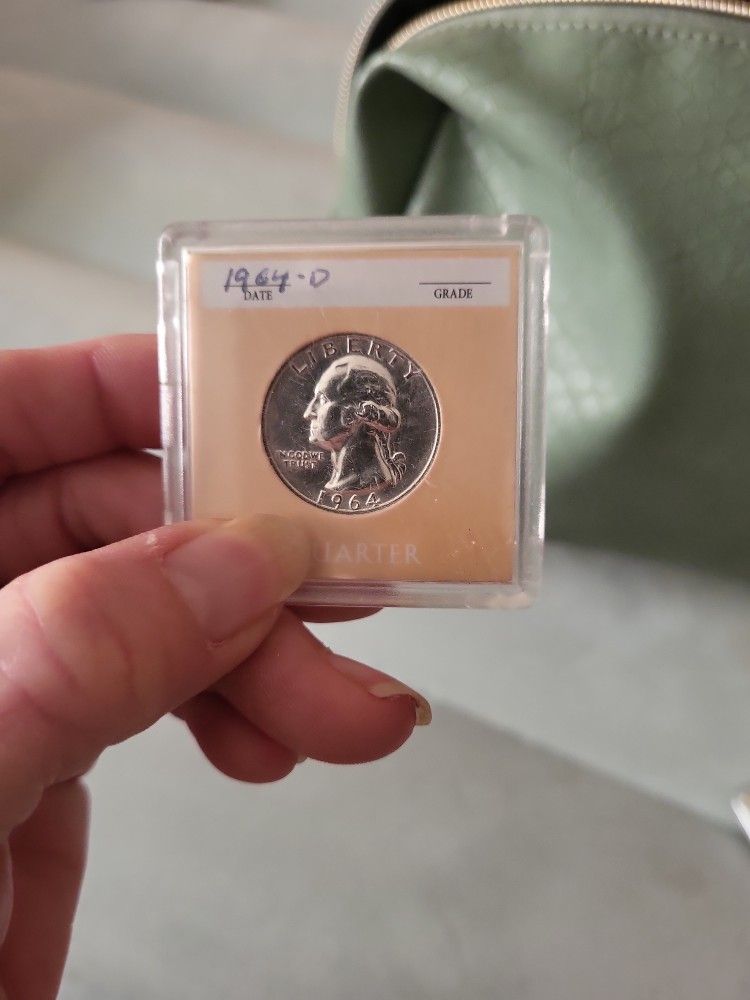 1964-D
DATE
GRADE
LIBERTY
IN GOD WE
TRUST
1964
QUARTER